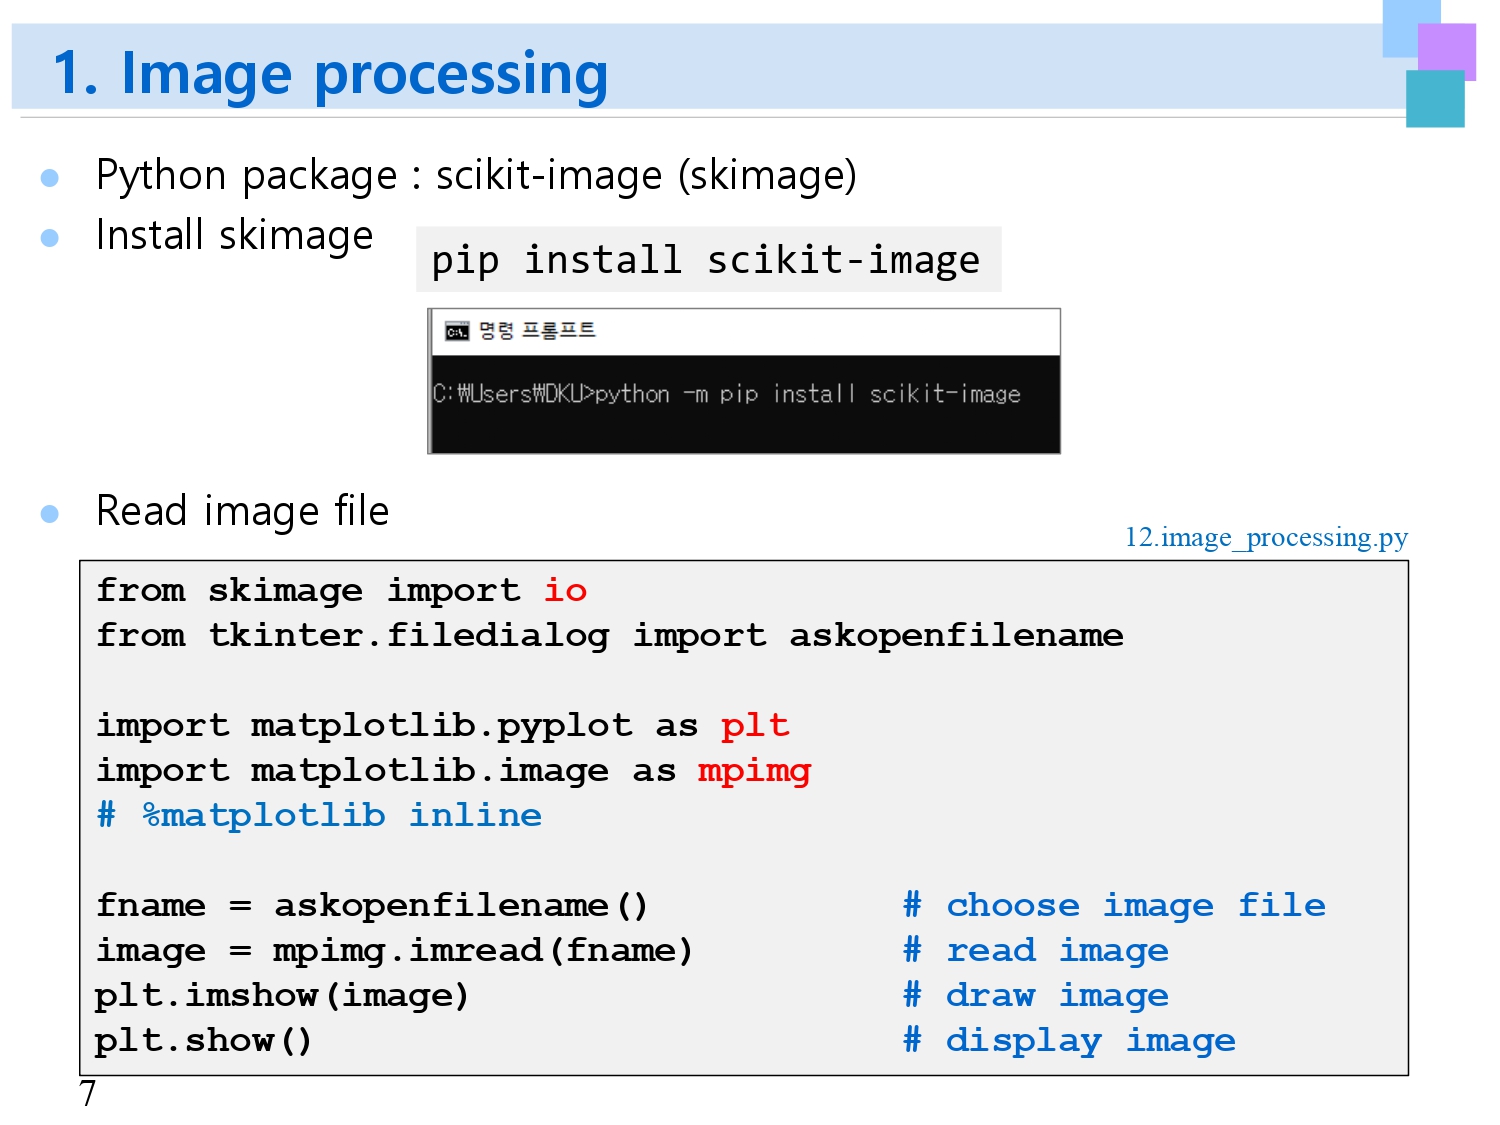 1. Image processing
Python package : scikit-image (skimage)
Install skimage
pip install scikit-image
명령 프롬프트
C:₩Users₩DKU>python -m pip install scikit-image
Read image file
12.image_processing.py
from skimage import io
from tkinter.filedialog import askopenfilename
import matplotlib.pyplot as plt
import matplotlib.image as mpimg
# %matplotlib inline
fname = askopenfilename() # choose image file
image = mpimg.imread(fname) # read image
plt.imshow(image) # draw image
plt.show() # display image
7